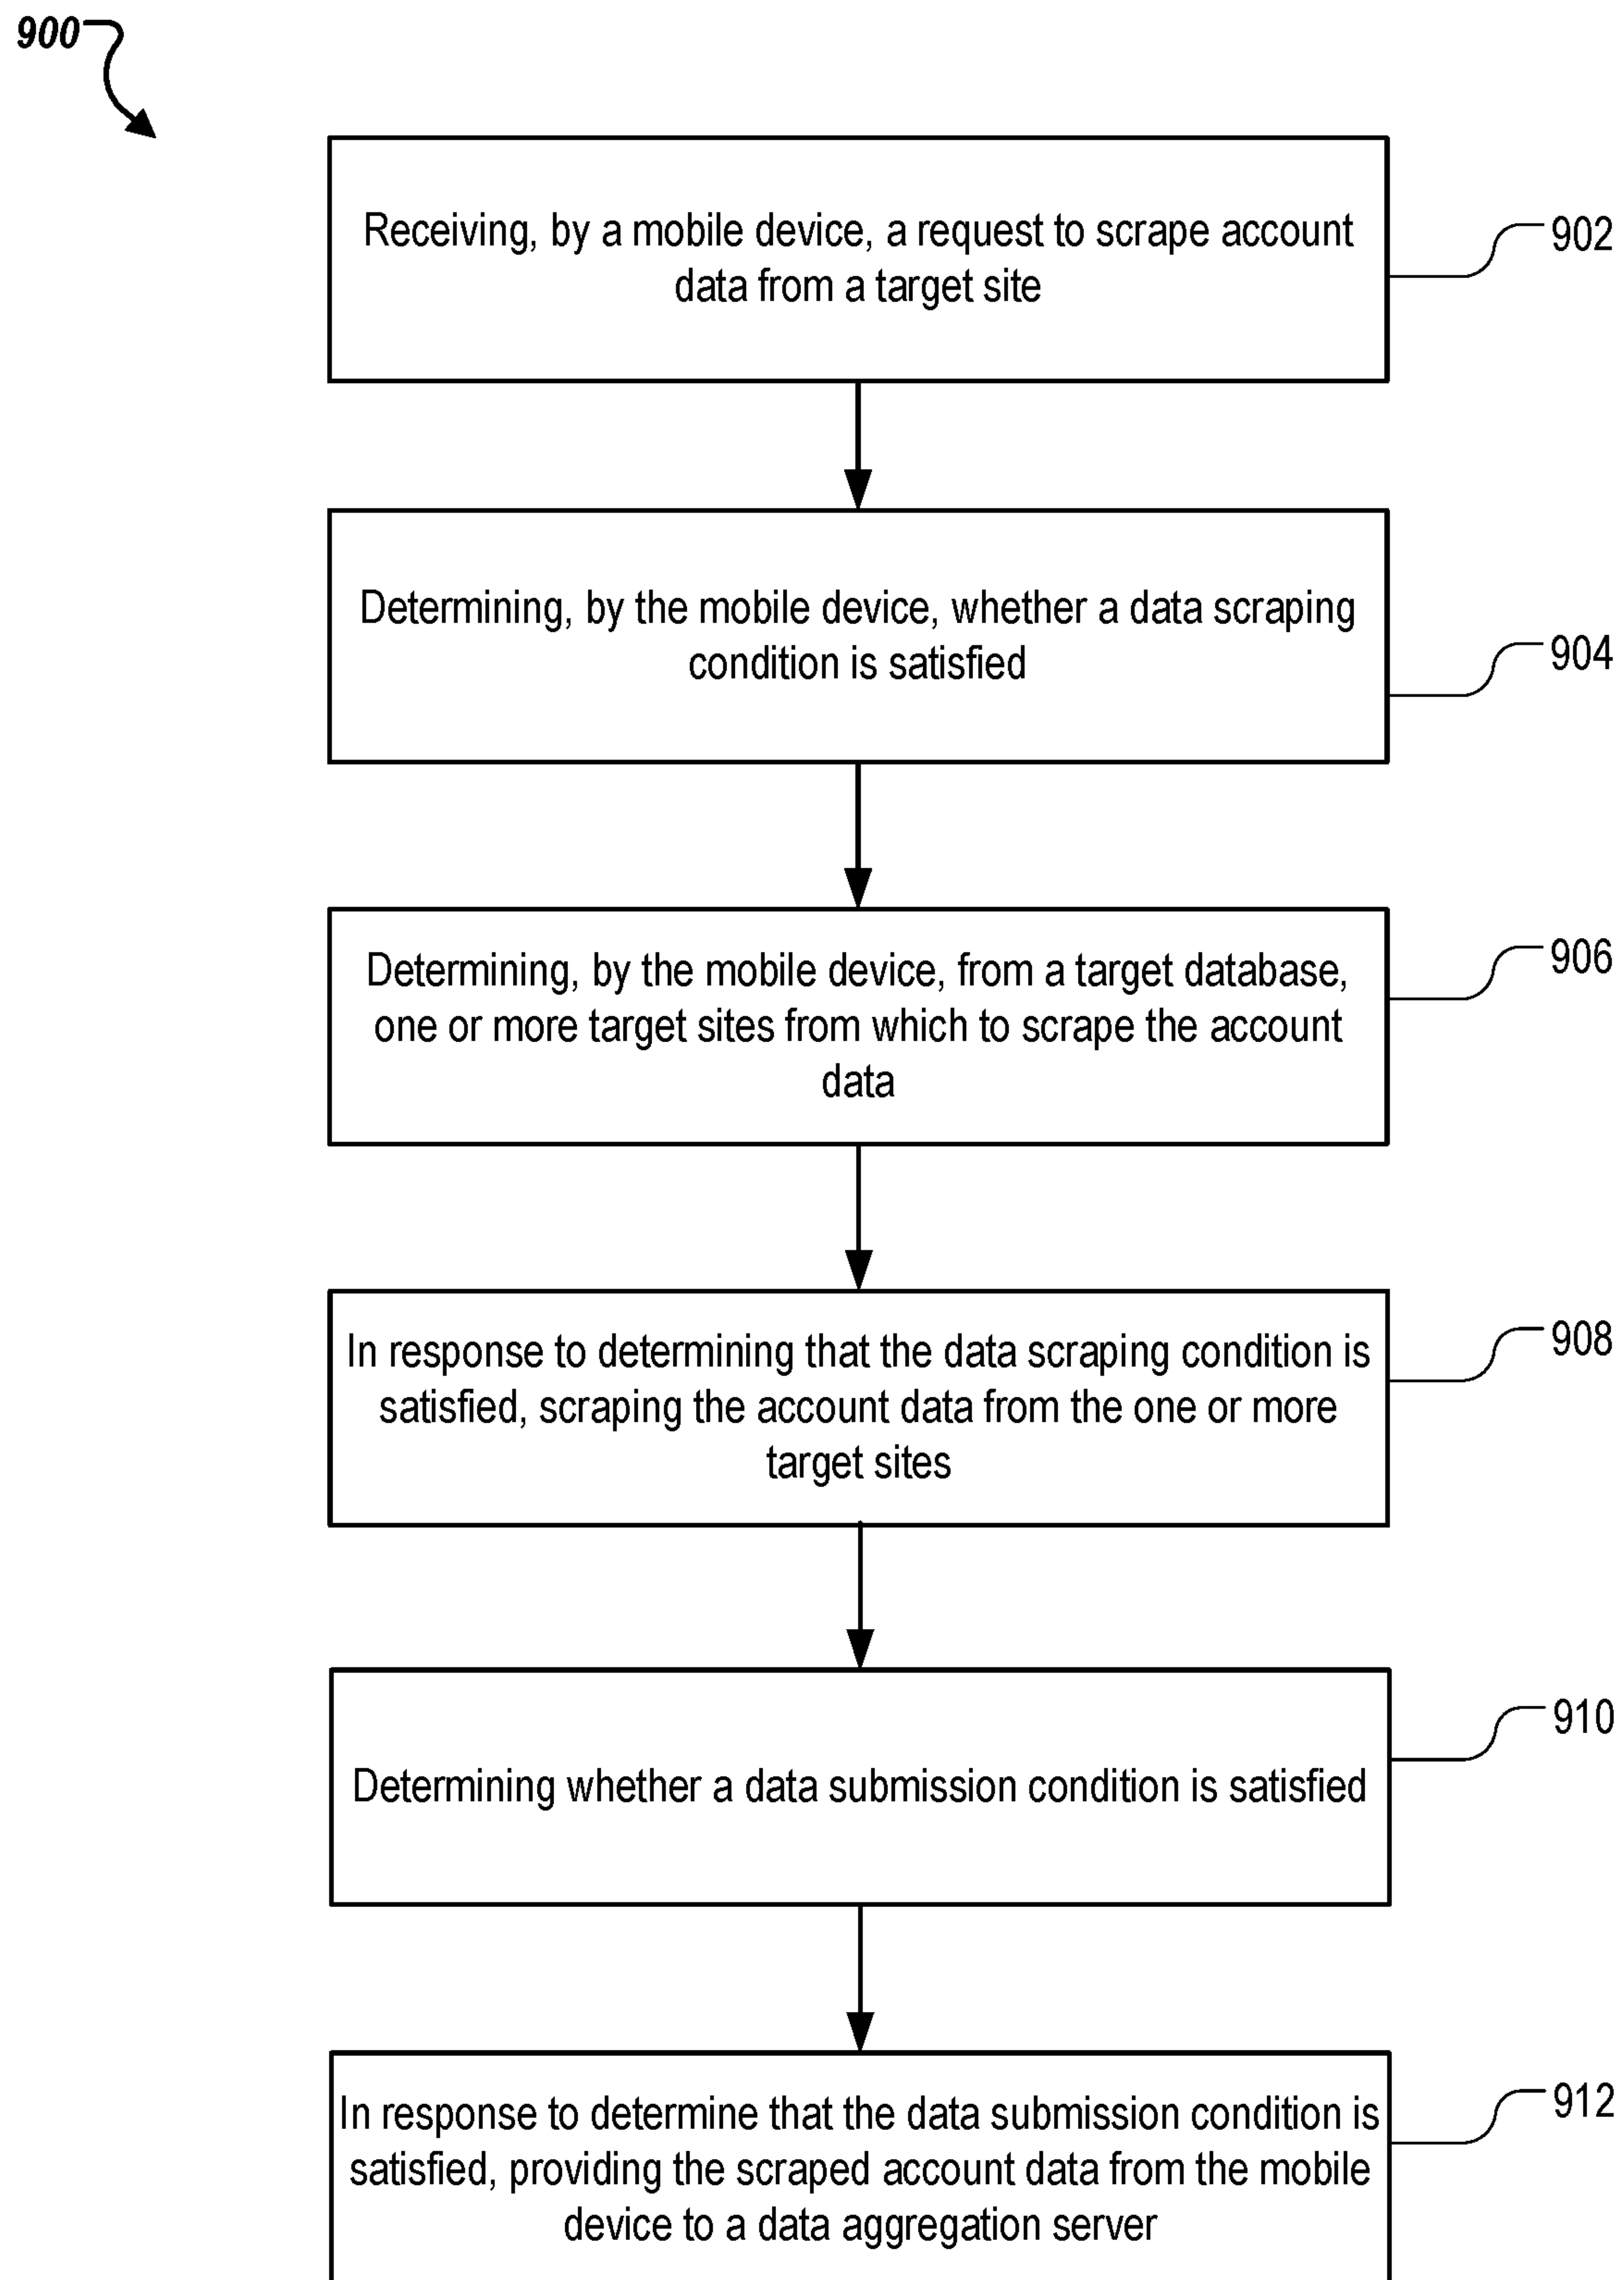 900
Receiving, by a mobile device, a request to scrape account
data from a target site
902
Determining, by the mobile device, whether a data scraping
condition is satisfied
904
Determining, by the mobile device, from a target database,
one or more target sites from which to scrape the account
data
906
In response to determining that the data scraping condition is
satisfied, scraping the account data from the one or more
target sites
908
Determining whether a data submission condition is satisfied
910
In response to determine that the data submission condition is
satisfied, providing the scraped account data from the mobile
device to a data aggregation server
912